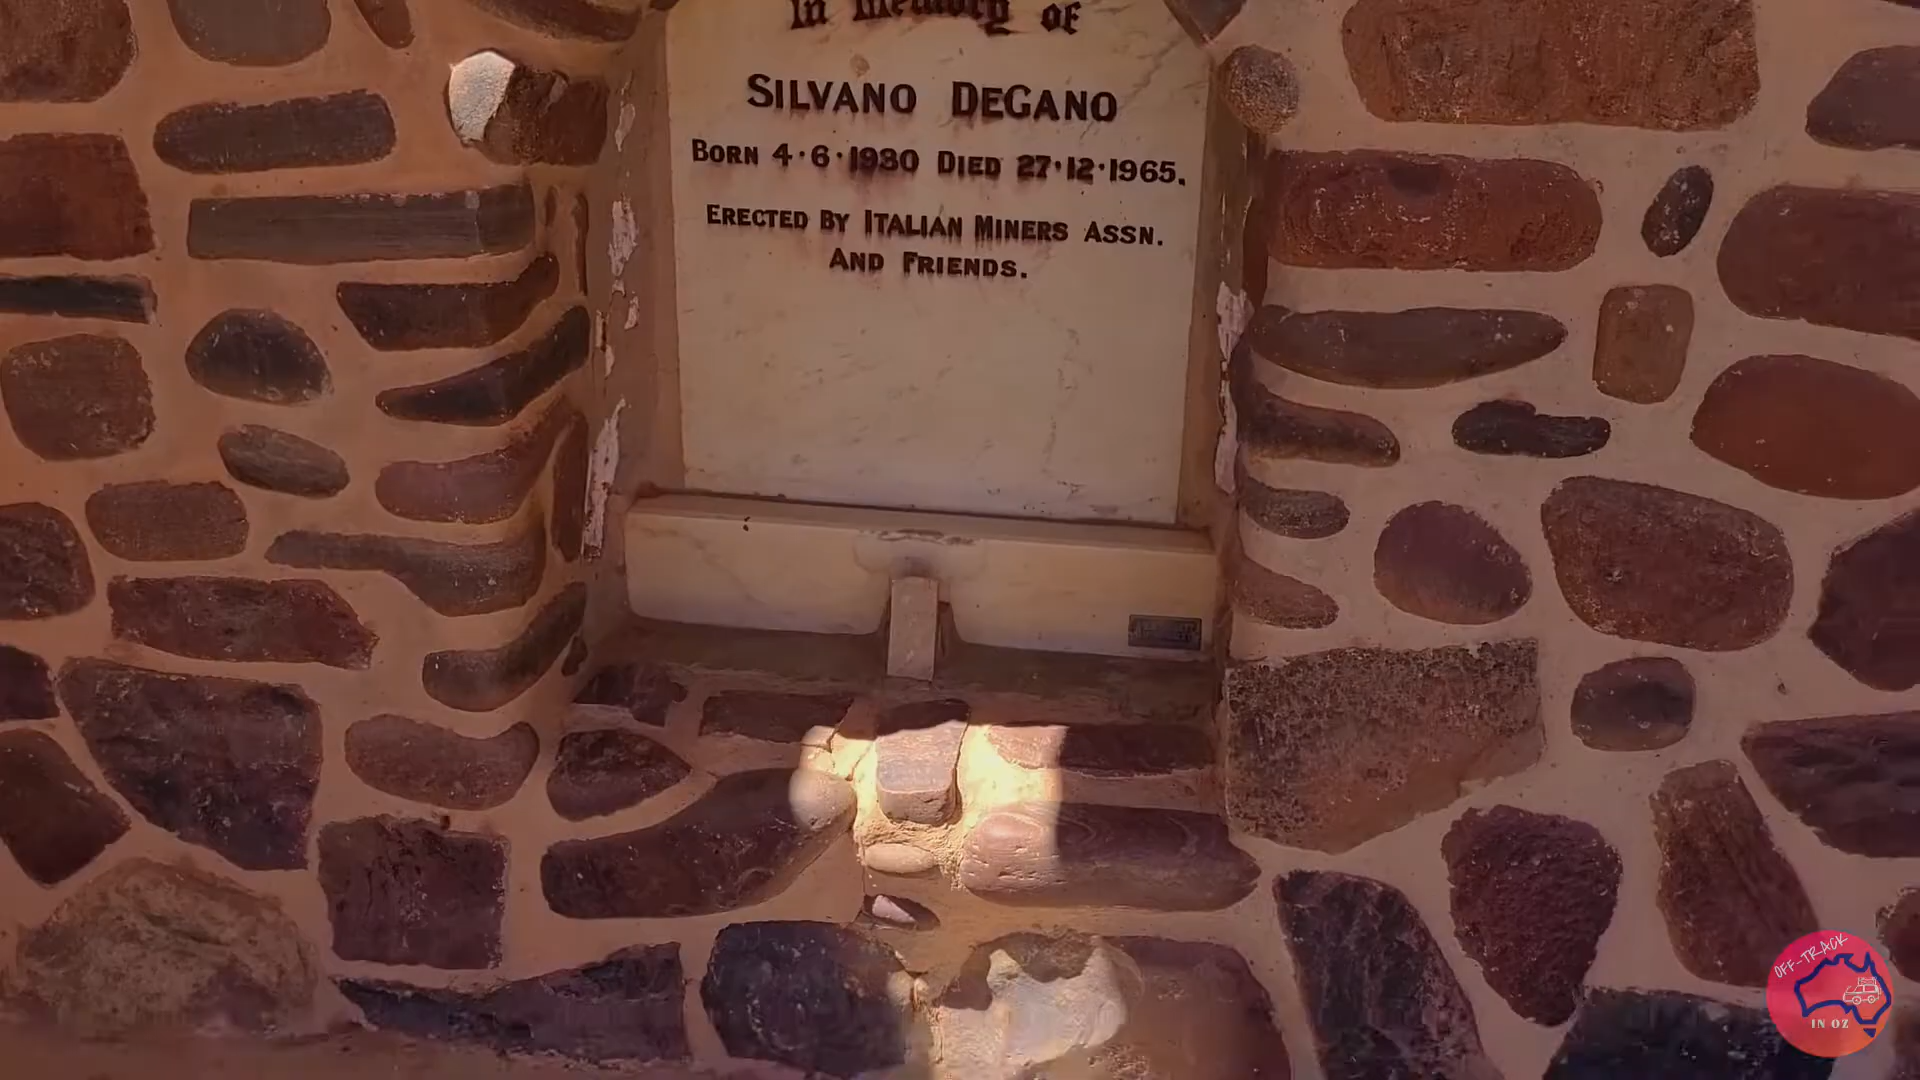 In Memory of
SILVANO DEGANO
BORN 4·6·1930 DIED 27·12·1965.
ERECTED BY ITALIAN MINERS ASSN.
AND FRIENDS.
OFF-TRACK
IN OZ